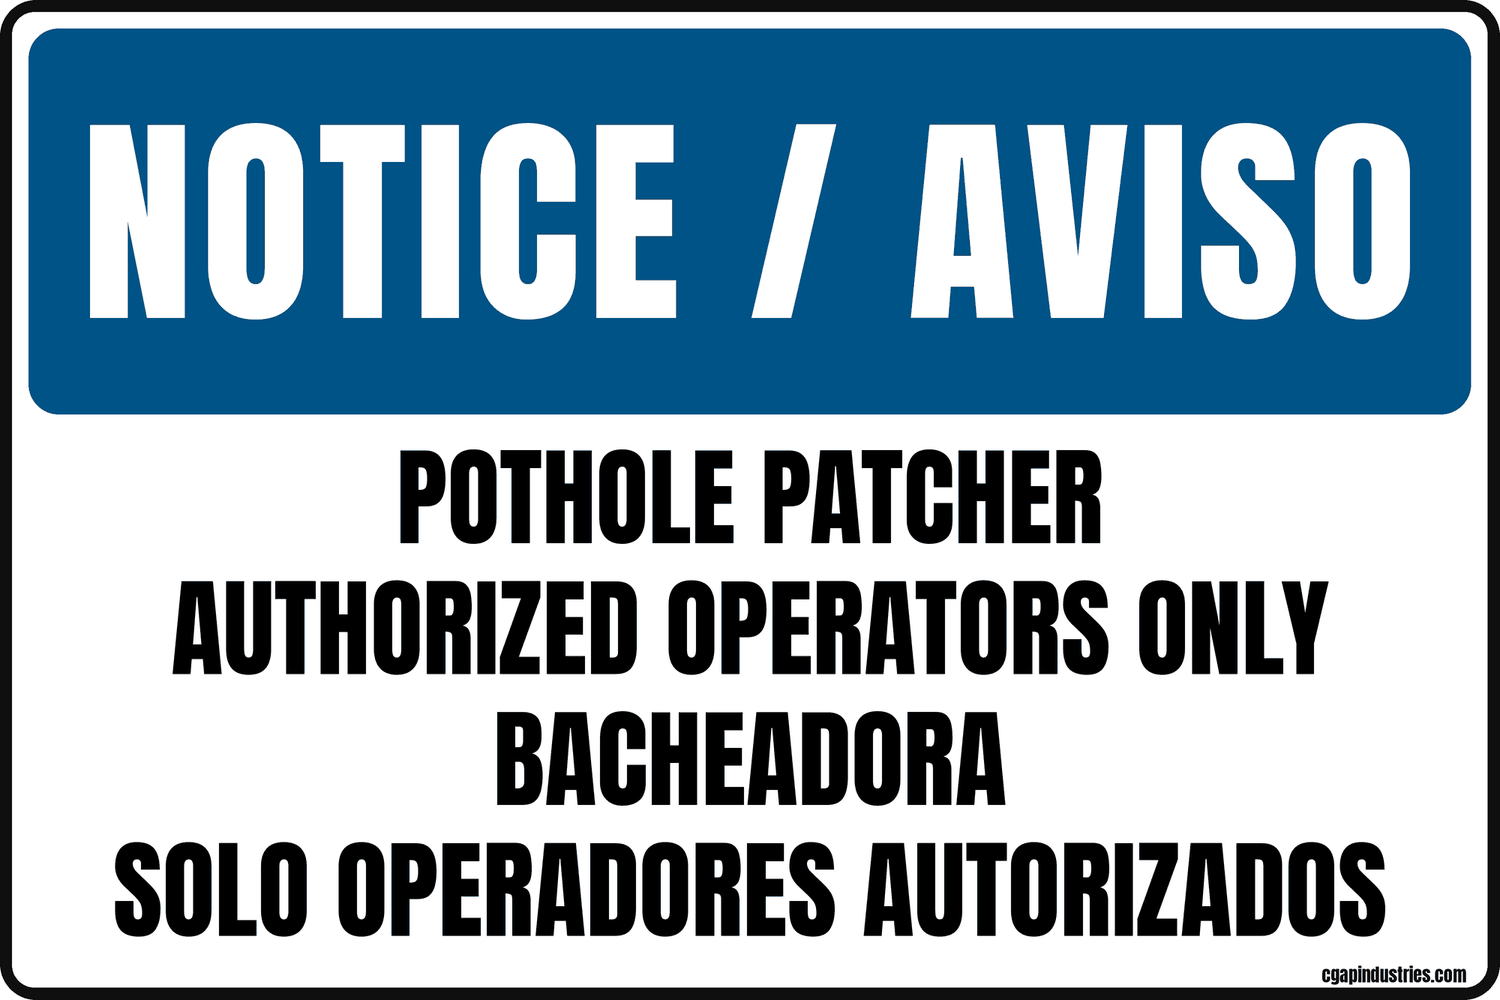 NOTICE / AVISO
POTHOLE PATCHER
AUTHORIZED OPERATORS ONLY
BACHEADORA
SOLO OPERADORES AUTORIZADOS
cgapindustries.com